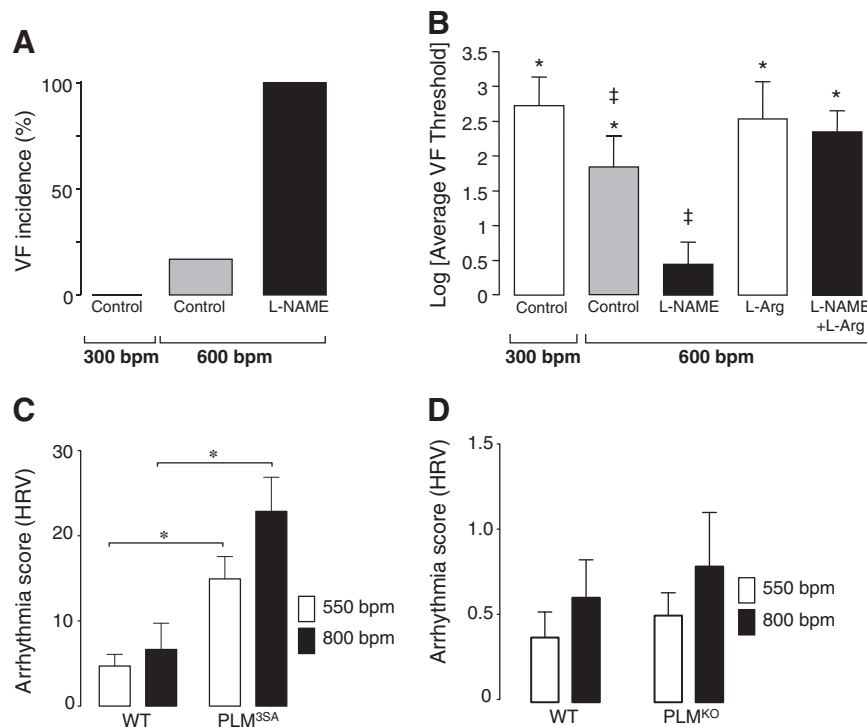 A
VF incidence (%)
100
50
0
Control
Control
L-NAME
300 bpm
600 bpm
B
Log [Average VF Threshold]
3.5
3
2.5
2
1.5
1
0.5
0
*
‡
*
‡
*
*
Control
Control
L-NAME
L-Arg
L-NAME
+L-Arg
300 bpm
600 bpm
C
Arrhythmia score (HRV)
30
20
10
0
*
*
550 bpm
800 bpm
WT
PLM3SA
D
Arrhythmia score (HRV)
1.5
1.0
0.5
0
550 bpm
800 bpm
WT
PLMKO